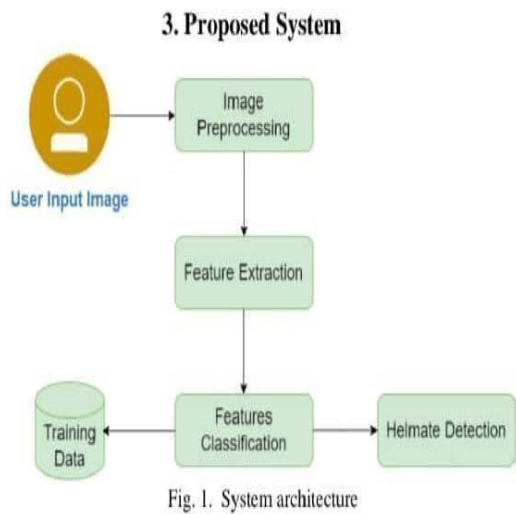 3. Proposed System
Image
Preprocessing
User Input Image
Feature Extraction
Training
Data
Features
Classification
Helmate Detection
Fig. 1. System architecture